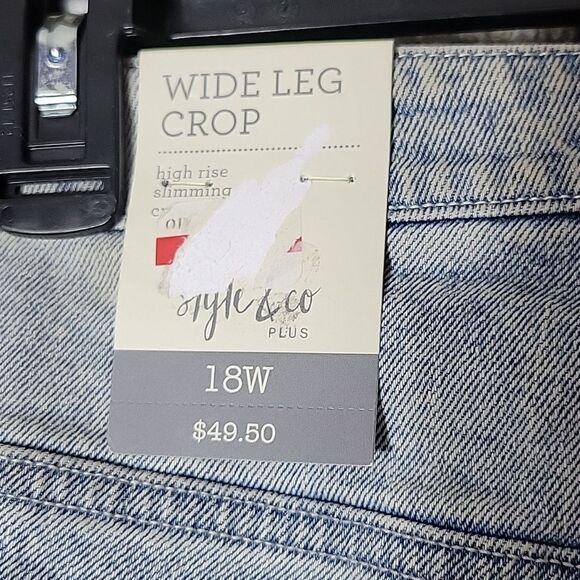 WIDE LEG
CROP
high rise
slimming
style & co
PLUS
18W
$49.50